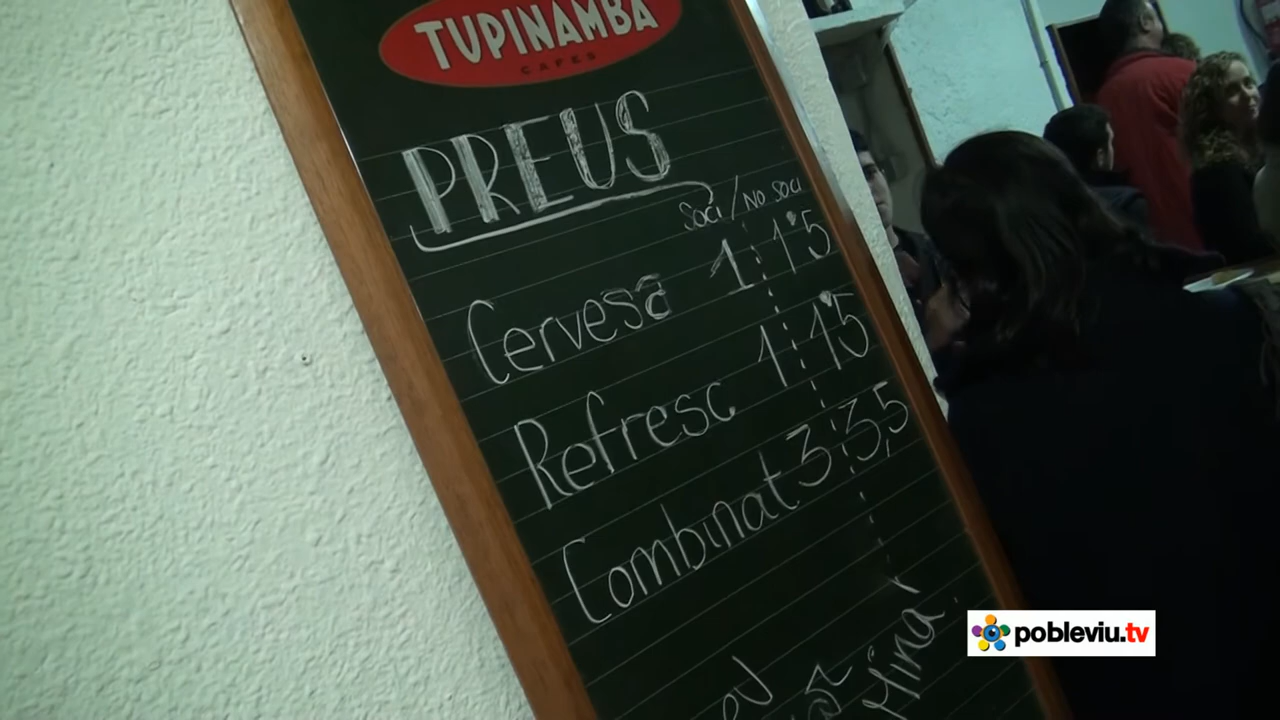 TUPINAMBA
CAFES
PREUS
SOCI / NO SOCI
Cervesa 1 1'5
Refresc 1 1'5
Combinat 3 3,5
pobleviu.tv